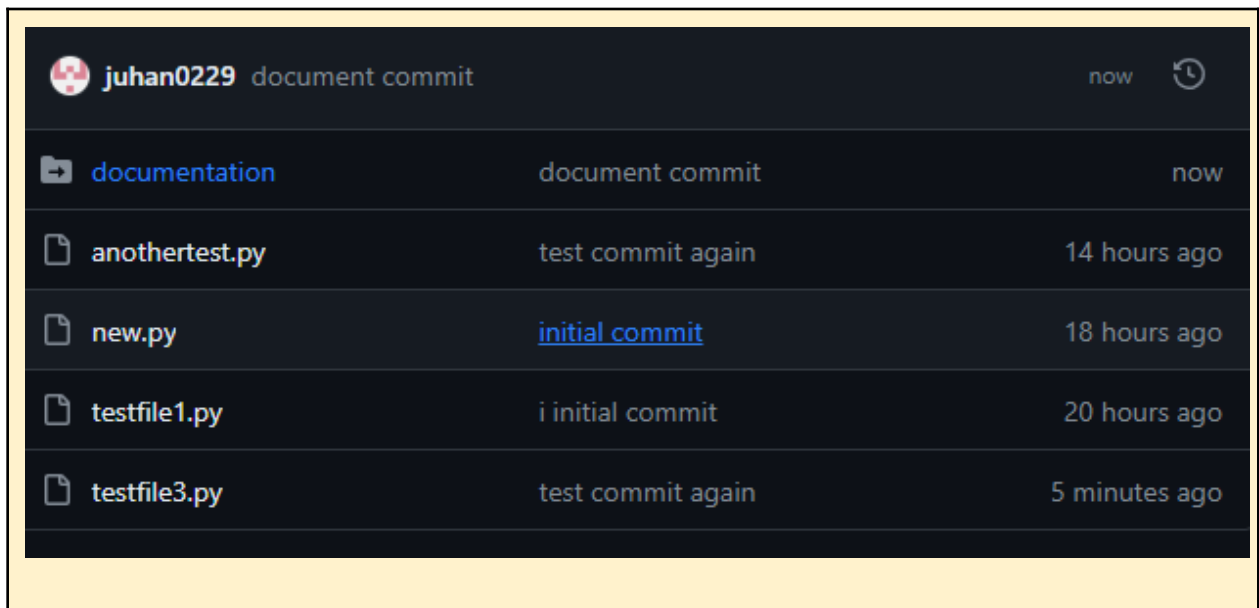 juhan0229 document commit now
documentation document commit now
anothertest.py test commit again 14 hours ago
new.py initial commit 18 hours ago
testfile1.py i initial commit 20 hours ago
testfile3.py test commit again 5 minutes ago